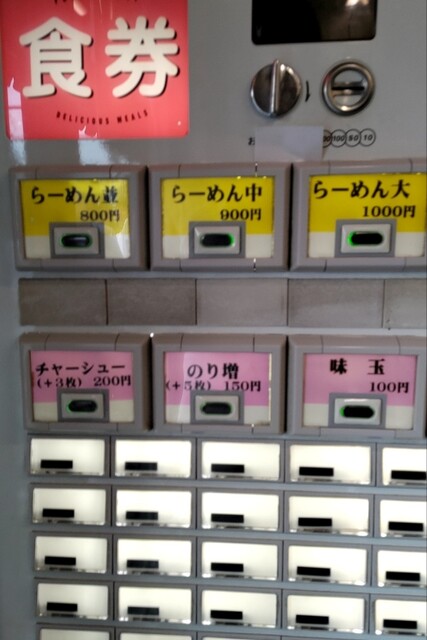 食券
DELICIOUS MEALS
100 50 10
らーめん並
800円
らーめん中
900円
らーめん大
1000円
チャーシュー
(+3枚) 200円
のり増
(+5枚) 150円
味 玉
100円